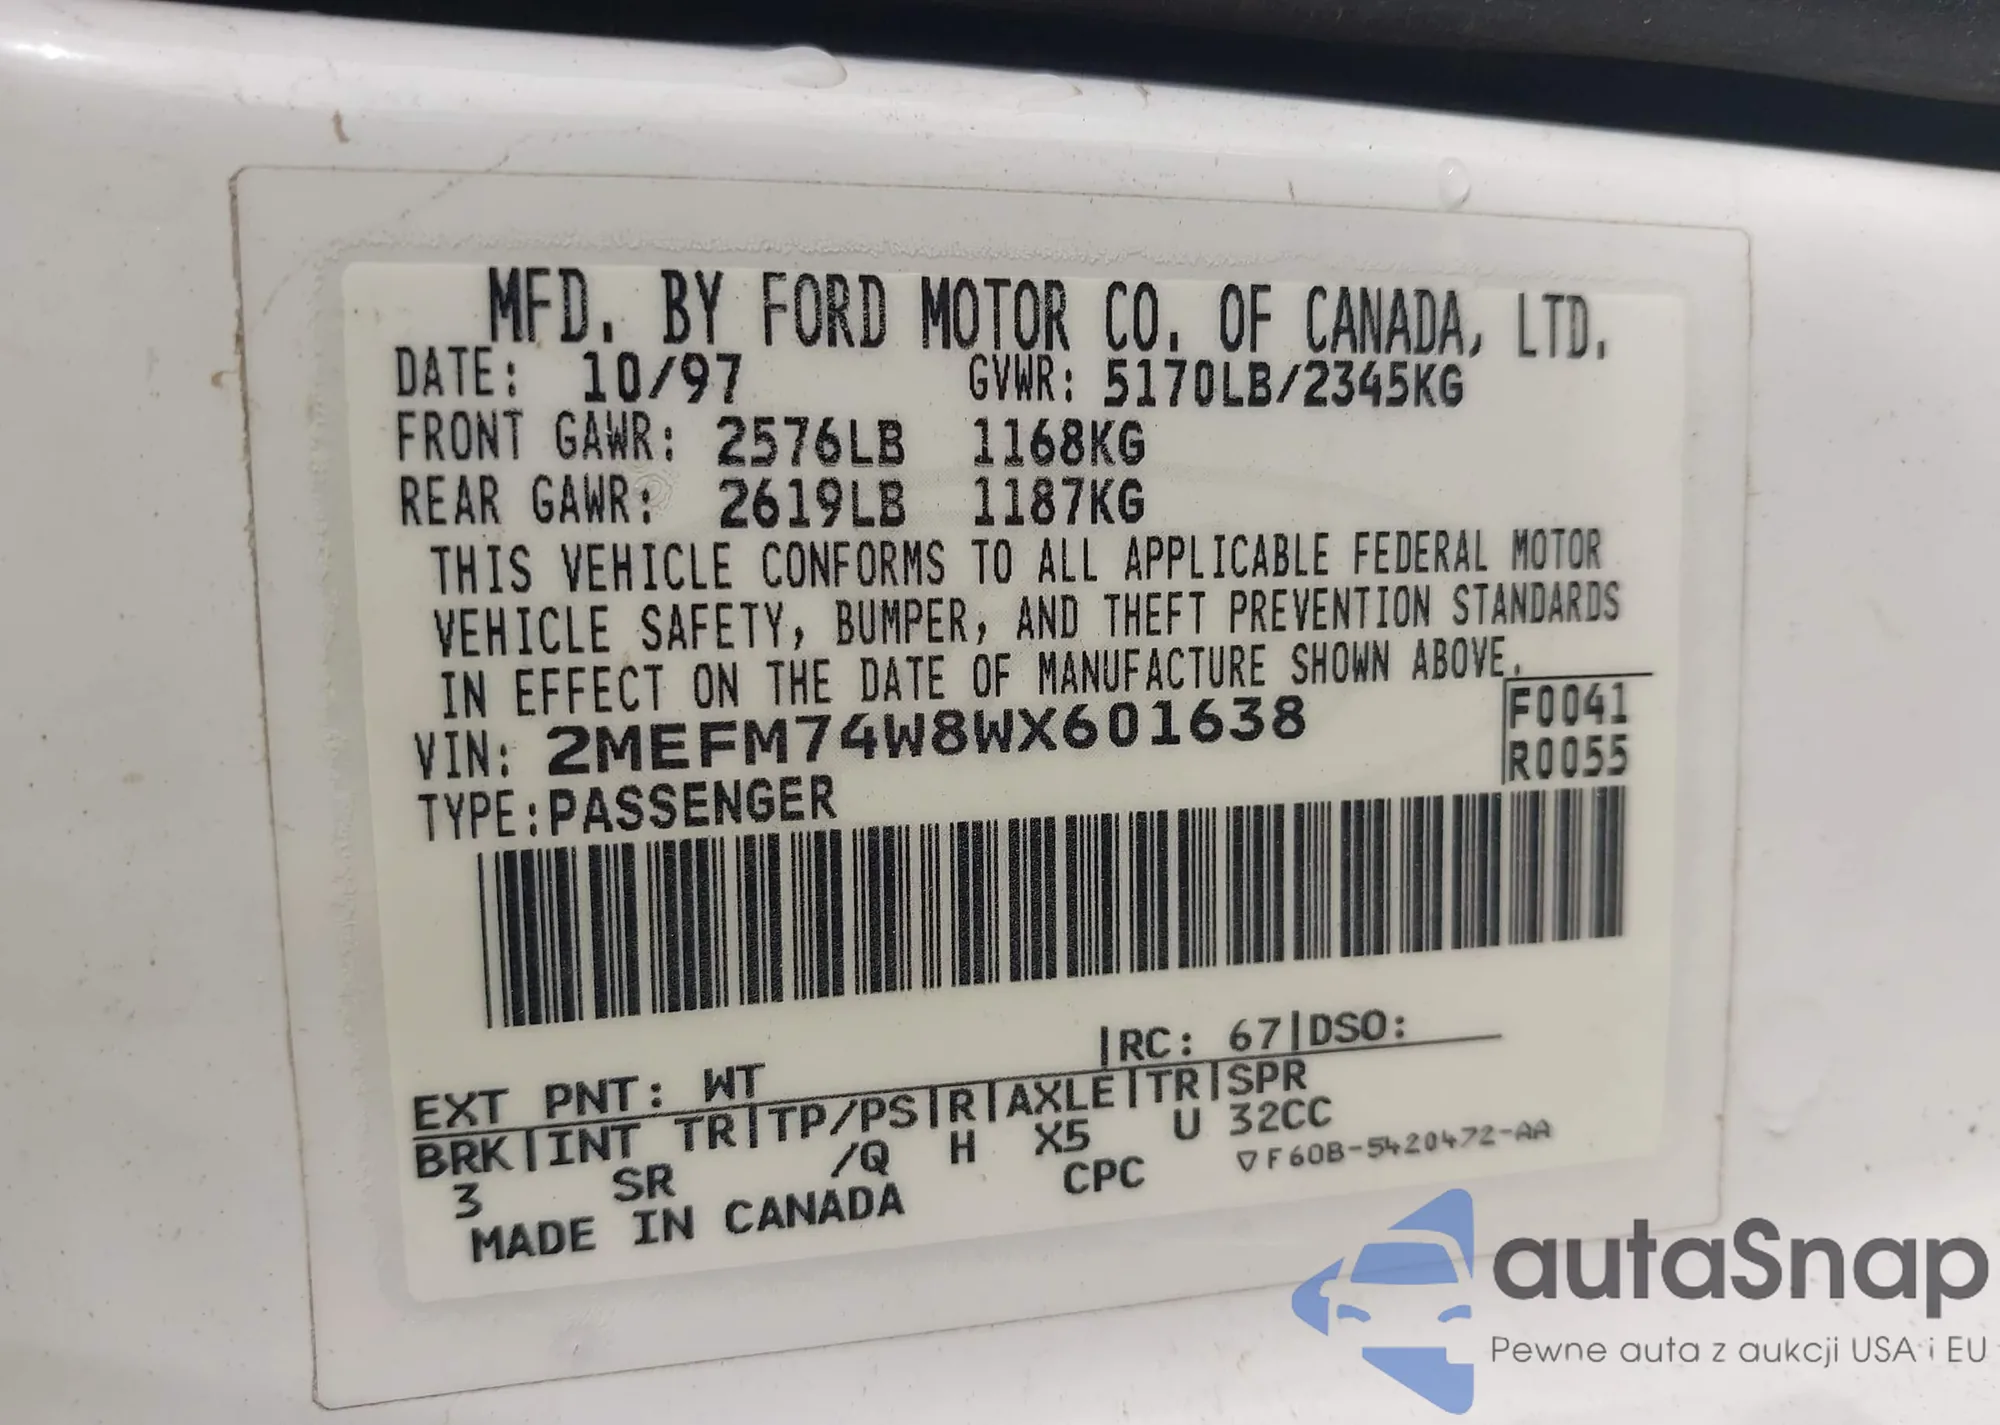 MFD. BY FORD MOTOR CO. OF CANADA, LTD.
DATE: 10/97 GVWR: 5170LB/2345KG
FRONT GAWR: 2576LB 1168KG
REAR GAWR: 2619LB 1187KG
THIS VEHICLE CONFORMS TO ALL APPLICABLE FEDERAL MOTOR
VEHICLE SAFETY, BUMPER, AND THEFT PREVENTION STANDARDS
IN EFFECT ON THE DATE OF MANUFACTURE SHOWN ABOVE.
VIN: 2MEFM74W8WX601638
F0041
R0055
TYPE:PASSENGER
EXT PNT: WT |RC: 67|DSO:
BRK|INT TR|TP/PS|R|AXLE|TR|SPR
3 SR /Q H X5 U 32CC
MADE IN CANADA CPC ▽F60B-5420472-AA
autaSnap
Pewne auta z aukcji USA i EU